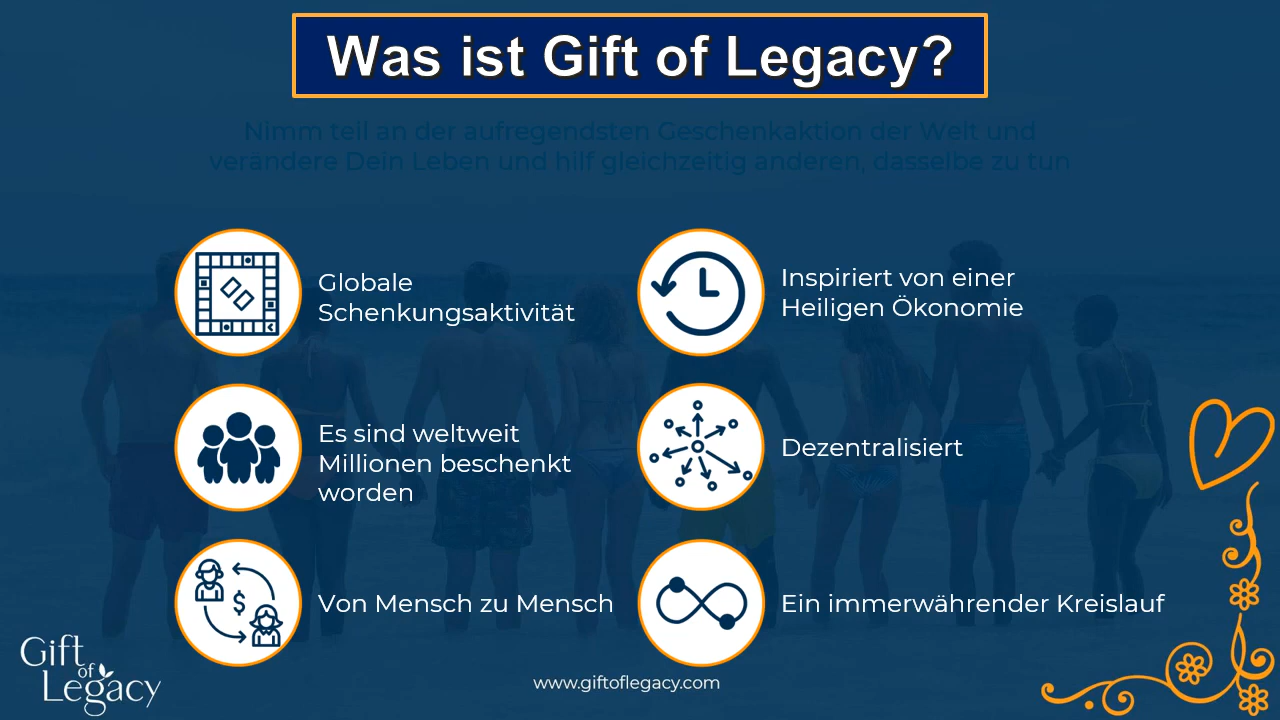 Was ist Gift of Legacy?
Nimm teil an der aufregendsten Geschenkaktion der Welt und
verändere Dein Leben und hilf gleichzeitig anderen, dasselbe zu tun
Globale
Schenkungsaktivität
Inspiriert von einer
Heiligen Ökonomie
Es sind weltweit
Millionen beschenkt
worden
Dezentralisiert
$
Von Mensch zu Mensch
Ein immerwährender Kreislauf
Gift
of
Legacy
www.giftoflegacy.com